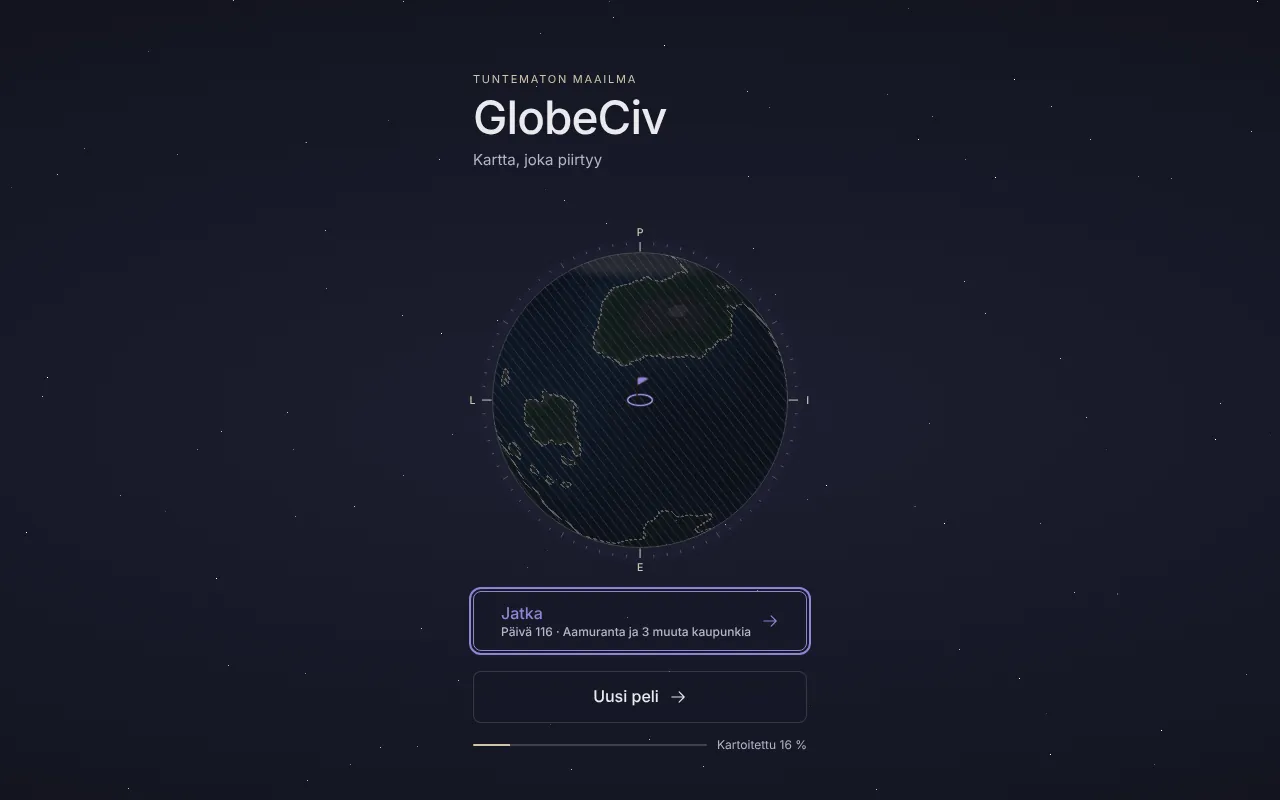 TUNTEMATON MAAILMA
GlobeCiv
Kartta, joka piirtyy
P
L
I
E
Jatka
Päivä 116 · Aamuranta ja 3 muuta kaupunkia
Uusi peli
Kartoitettu 16 %